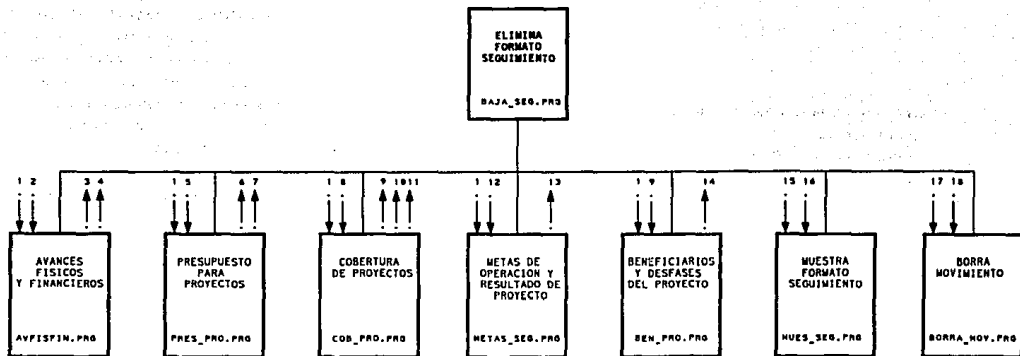 ELIMINA
FORMATO
SEGUIMIENTO
BAJA_SEG.PRG
1 2 3 4 1 5 6 7 1 8 9 10 11 1 12 13 1 9 14 15 16 17 18
AVANCES
FISICOS
Y FINANCIEROS
AVFISFIN.PRG
PRESUPUESTO
PARA
PROYECTOS
PRES_PRO.PRG
COBERTURA
DE PROYECTOS
COB_PRO.PRG
METAS DE
OPERACION Y
RESULTADO DE
PROYECTO
METAS_SEG.PRG
BENEFICIARIOS
Y DESFASES
DEL PROYECTO
BEN_PRO.PRG
MUESTRA
FORMATO
SEGUIMIENTO
MUES_SEG.PRG
BORRA
MOVIMIENTO
BORRA_MOV.PRG